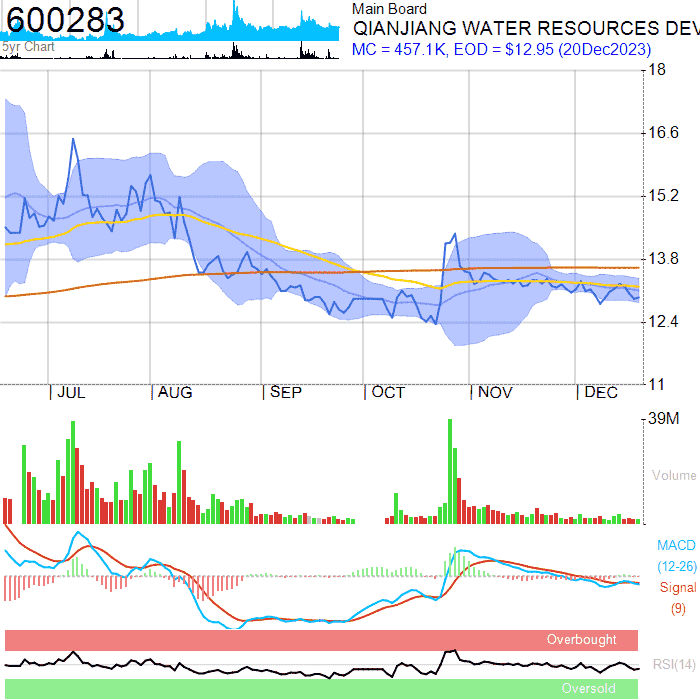 600283
5yr Chart
Main Board
QIANJIANG WATER RESOURCES DEV
MC = 457.1K, EOD = $12.95 (20Dec2023)
18
16.6
15.2
13.8
12.4
11
JUL AUG SEP OCT NOV DEC
39M
Volume
MACD
(12-26)
Signal
(9)
Overbought
RSI(14)
Oversold